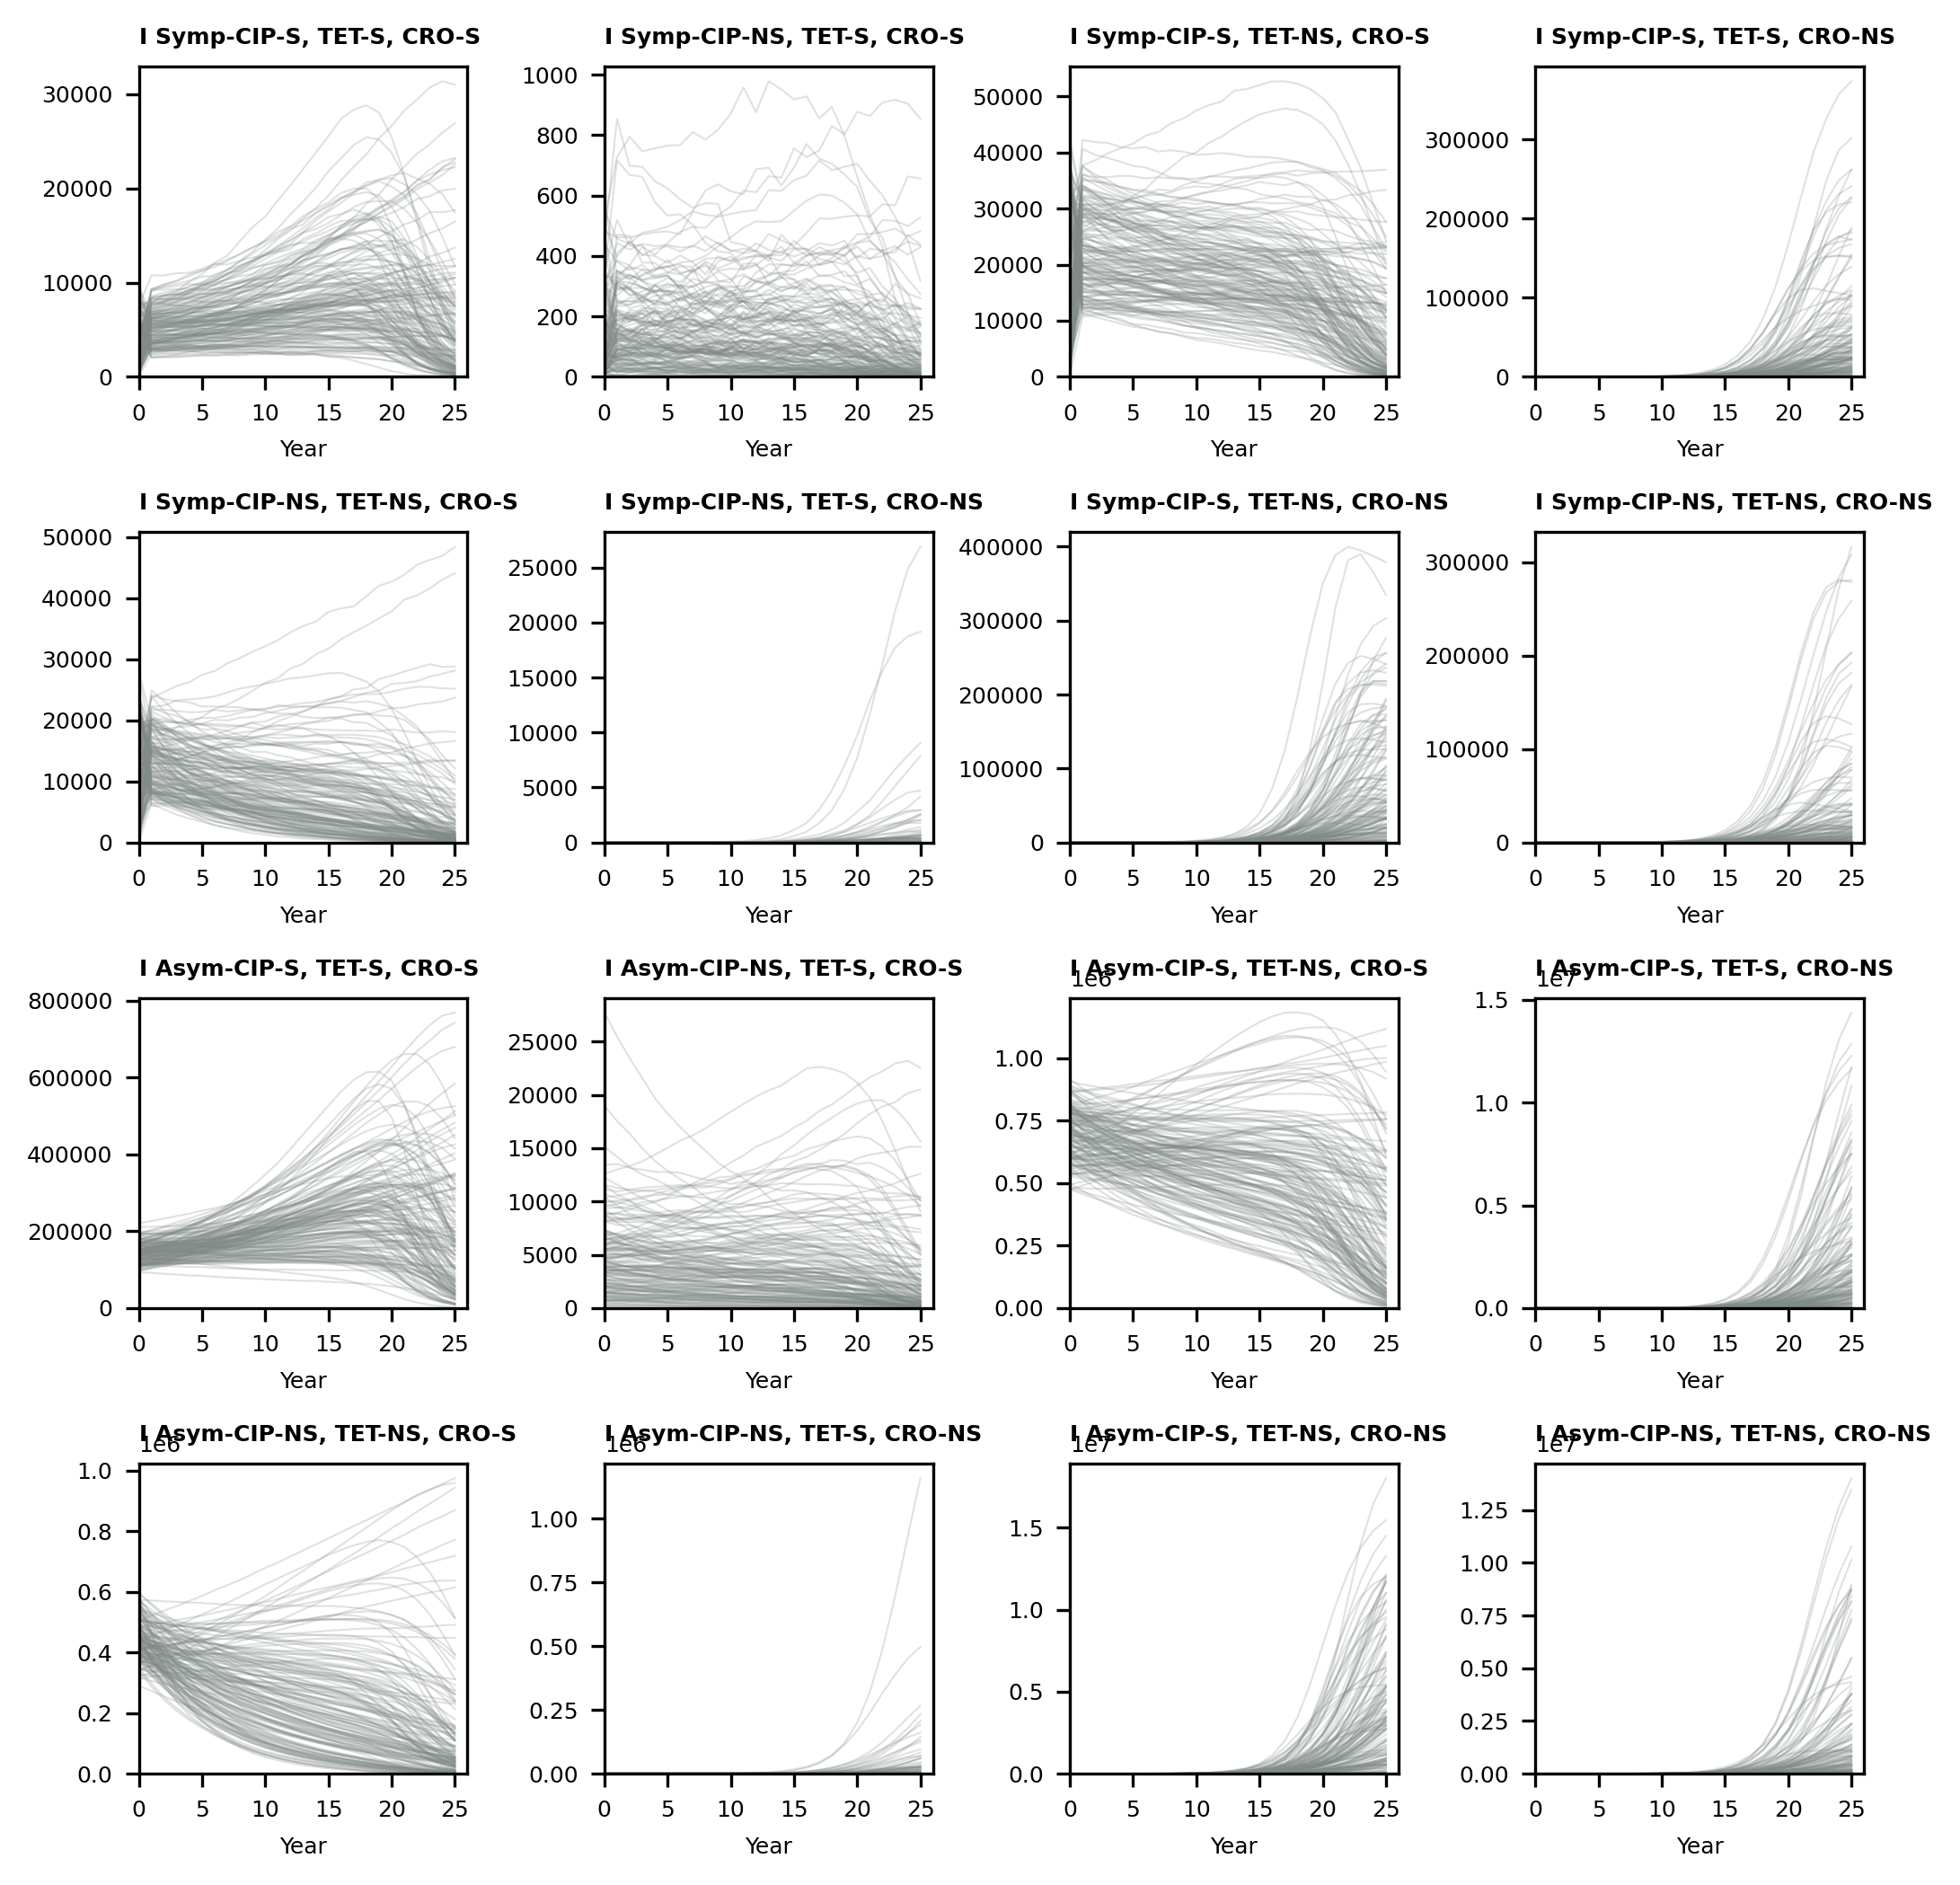 I Symp-CIP-S, TET-S, CRO-S
30000
20000
10000
0
0 5 10 15 20 25
Year
I Symp-CIP-NS, TET-S, CRO-S
1000
800
600
400
200
0
0 5 10 15 20 25
Year
I Symp-CIP-S, TET-NS, CRO-S
50000
40000
30000
20000
10000
0
0 5 10 15 20 25
Year
I Symp-CIP-S, TET-S, CRO-NS
300000
200000
100000
0
0 5 10 15 20 25
Year
I Symp-CIP-NS, TET-NS, CRO-S
50000
40000
30000
20000
10000
0
0 5 10 15 20 25
Year
I Symp-CIP-NS, TET-S, CRO-NS
25000
20000
15000
10000
5000
0
0 5 10 15 20 25
Year
I Symp-CIP-S, TET-NS, CRO-NS
400000
300000
200000
100000
0
0 5 10 15 20 25
Year
I Symp-CIP-NS, TET-NS, CRO-NS
300000
200000
100000
0
0 5 10 15 20 25
Year
I Asym-CIP-S, TET-S, CRO-S
800000
600000
400000
200000
0
0 5 10 15 20 25
Year
I Asym-CIP-NS, TET-S, CRO-S
25000
20000
15000
10000
5000
0
0 5 10 15 20 25
Year
I Asym-CIP-S, TET-NS, CRO-S
1e6
1.00
0.75
0.50
0.25
0.00
0 5 10 15 20 25
Year
I Asym-CIP-S, TET-S, CRO-NS
1e7
1.5
1.0
0.5
0.0
0 5 10 15 20 25
Year
I Asym-CIP-NS, TET-NS, CRO-S
1e6
1.0
0.8
0.6
0.4
0.2
0.0
0 5 10 15 20 25
Year
I Asym-CIP-NS, TET-S, CRO-NS
1e6
1.00
0.75
0.50
0.25
0.00
0 5 10 15 20 25
Year
I Asym-CIP-S, TET-NS, CRO-NS
1e7
1.5
1.0
0.5
0.0
0 5 10 15 20 25
Year
I Asym-CIP-NS, TET-NS, CRO-NS
1e7
1.25
1.00
0.75
0.50
0.25
0.00
0 5 10 15 20 25
Year